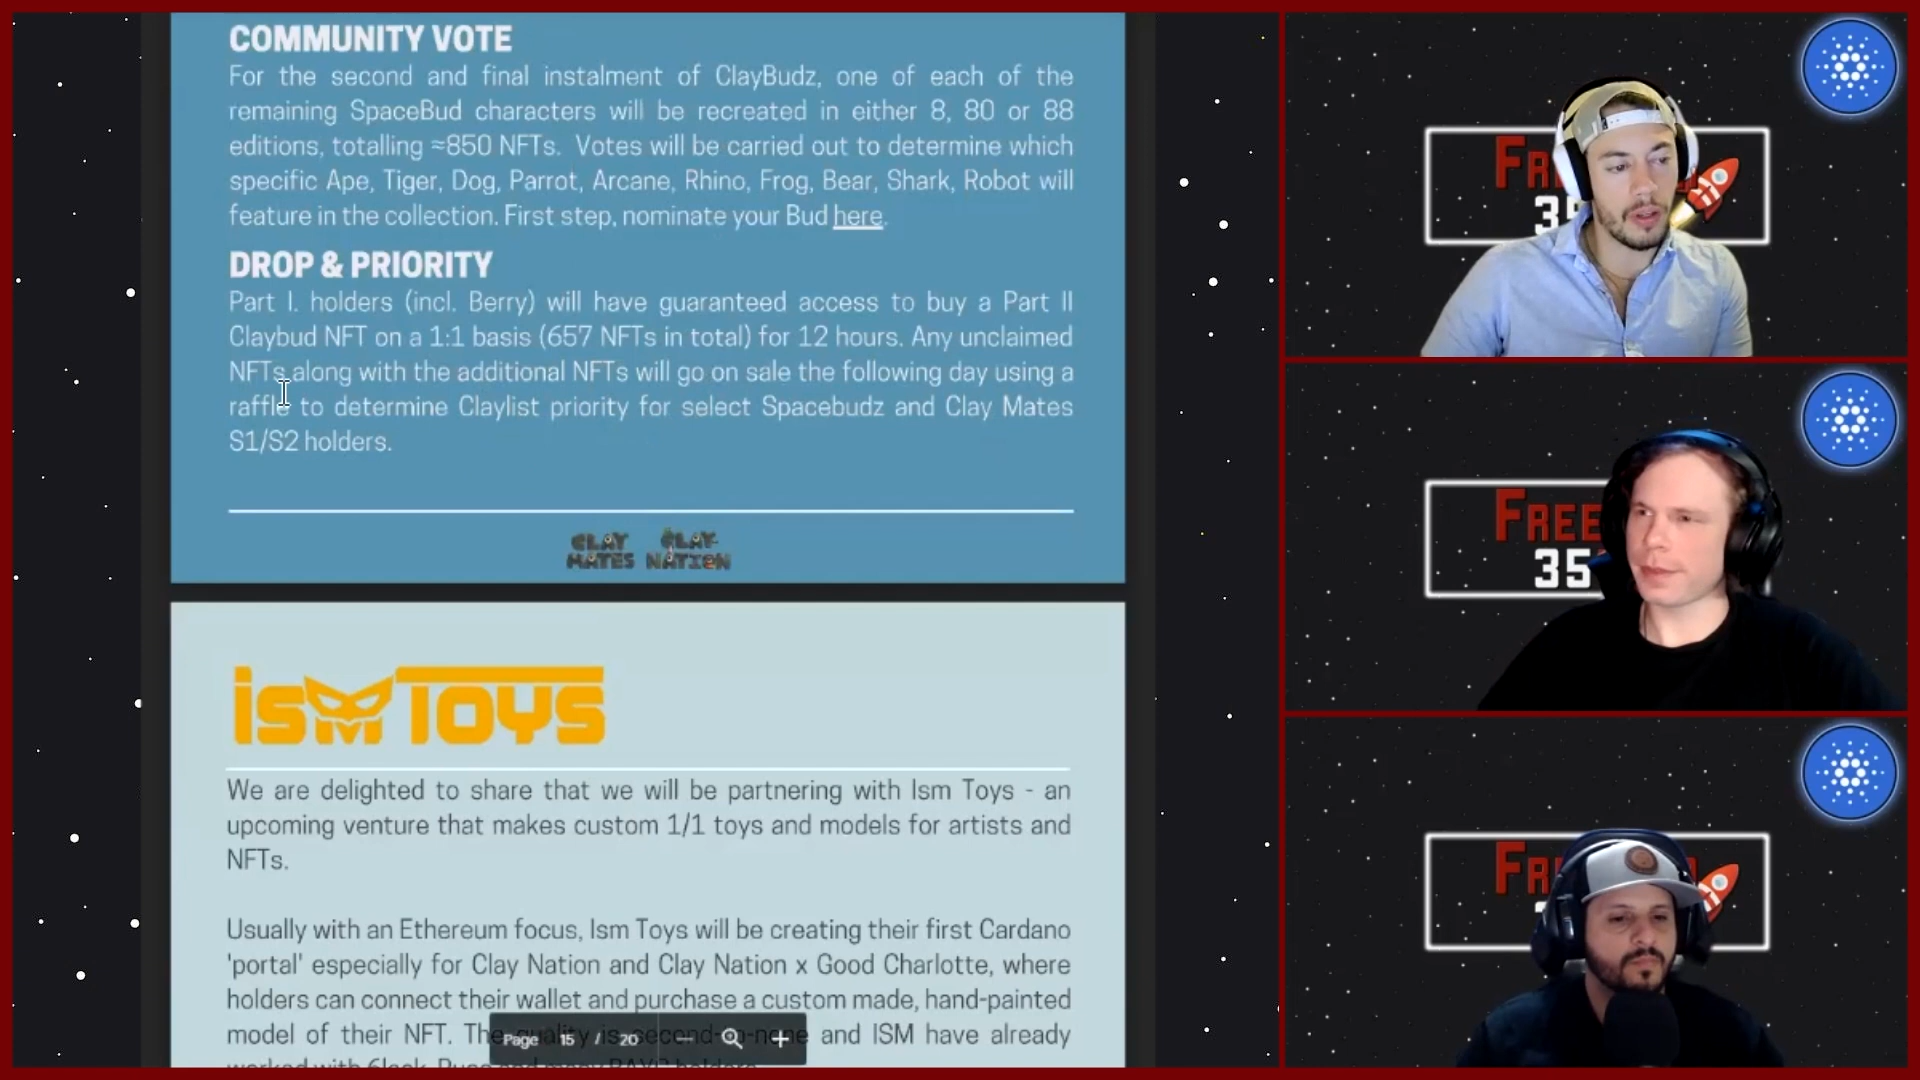 COMMUNITY VOTE
For the second and final instalment of ClayBudz, one of each of the
remaining SpaceBud characters will be recreated in either 8, 80 or 88
editions, totalling ≈850 NFTs. Votes will be carried out to determine which
specific Ape, Tiger, Dog, Parrot, Arcane, Rhino, Frog, Bear, Shark, Robot will
feature in the collection. First step, nominate your Bud here.
DROP & PRIORITY
Part I. holders (incl. Berry) will have guaranteed access to buy a Part II
Claybud NFT on a 1:1 basis (657 NFTs in total) for 12 hours. Any unclaimed
NFTs along with the additional NFTs will go on sale the following day using a
raffle to determine Claylist priority for select Spacebudz and Clay Mates
S1/S2 holders.
CLAY MATES CLAY NATION
ISM TOYS
We are delighted to share that we will be partnering with Ism Toys - an
upcoming venture that makes custom 1/1 toys and models for artists and
NFTs.
Usually with an Ethereum focus, Ism Toys will be creating their first Cardano
'portal' especially for Clay Nation and Clay Nation x Good Charlotte, where
holders can connect their wallet and purchase a custom made, hand-painted
model of their NFT. The quality is second-to-none and ISM have already
Page 15 / 20
FR
35
FREE
35
FR